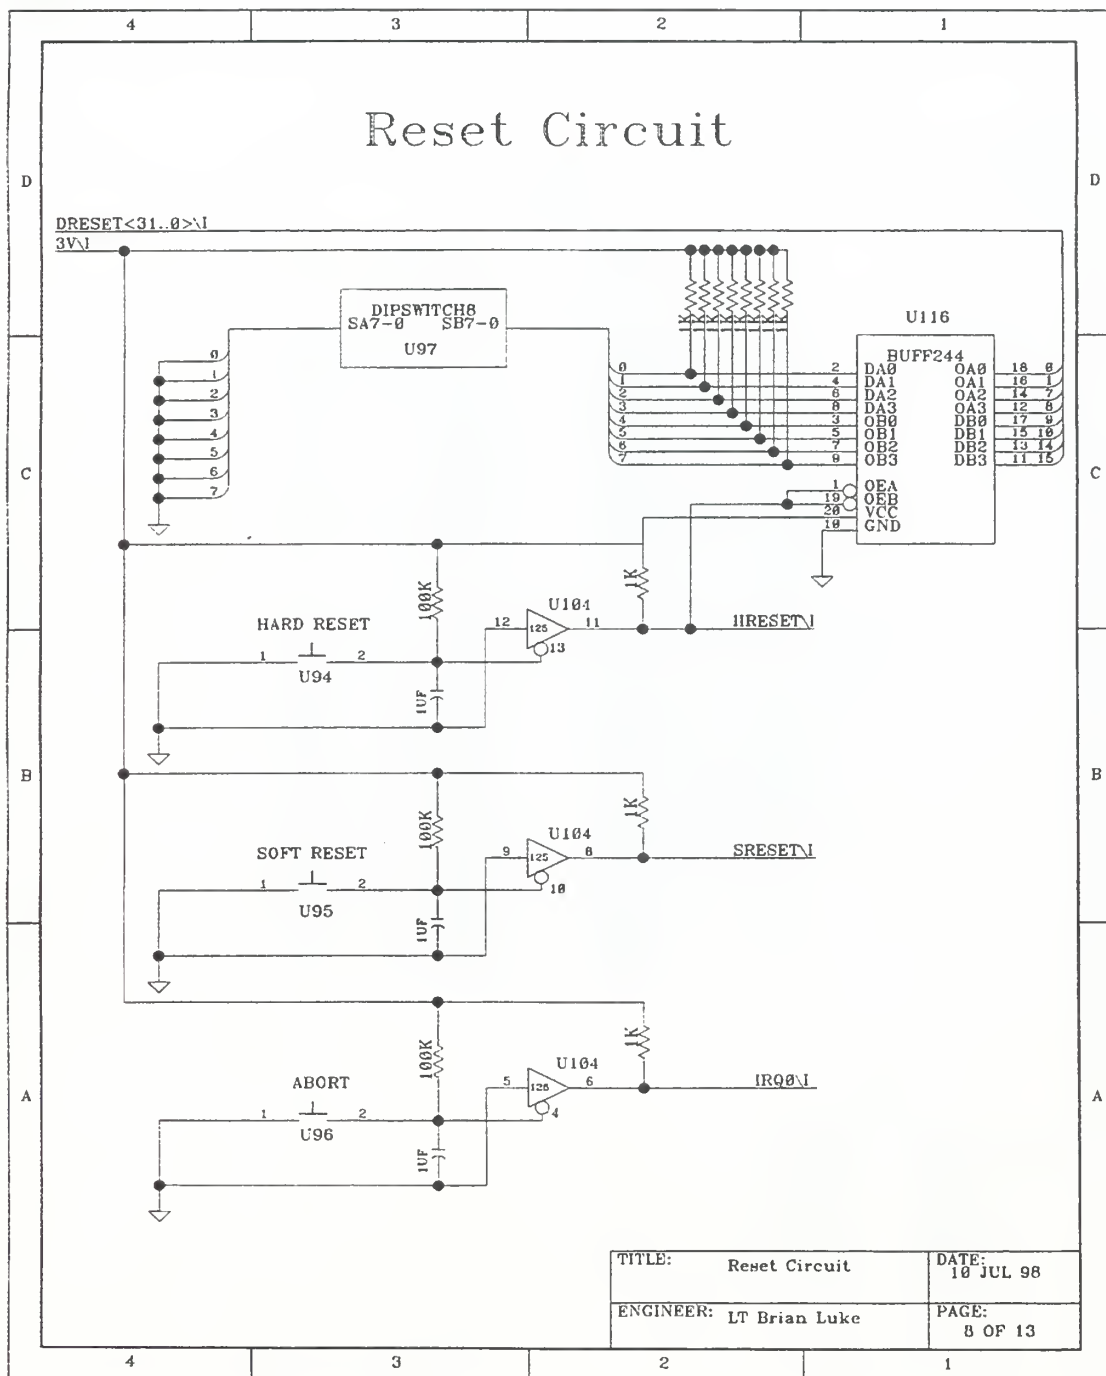 4 3 2 1
Reset Circuit
D D
DRESET<31..0>\I
3V\I
DIPSWITCH8
SA7-0 SB7-0
U97
U116
BUFF244
0
1
2
3
4
5
6
7
0 2 DA0 OA0 18 0
1 4 DA1 OA1 16 1
2 6 DA2 OA2 14 7
3 8 DA3 OA3 12 8
4 3 OB0 DB0 17 9
5 5 OB1 DB1 15 10
6 7 OB2 DB2 13 14
7 9 OB3 DB3 11 15
C C
1 OEA
19 OEB
20 VCC
10 GND
100K
1K
U104
HARD RESET
12 125 11 HRESET\I
13
1 2
U94
1UF
B B
100K
1K
U104
SOFT RESET
9 125 8 SRESET\I
10
1 2
U95
1UF
100K
1K
U104
ABORT
5 125 6 IRQ0\I
4
A A
1 2
U96
1UF
TITLE: Reset Circuit
DATE: 10 JUL 98
ENGINEER: LT Brian Luke
PAGE: 8 OF 13
4 3 2 1